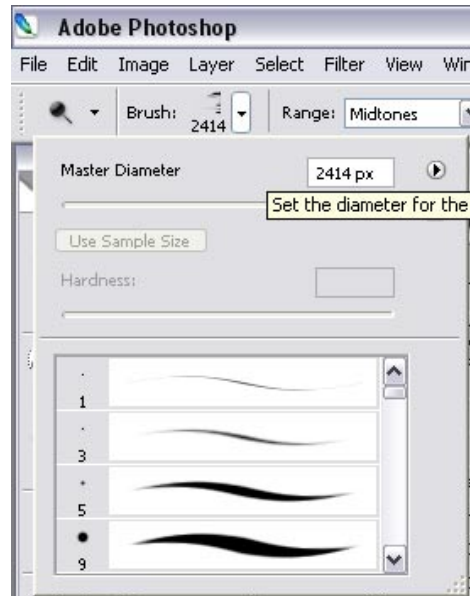 Adobe Photoshop
File Edit Image Layer Select Filter View Wir
Brush: 2414 Range: Midtones
Master Diameter 2414 px
Set the diameter for the
Use Sample Size
Hardness:
1
3
5
9